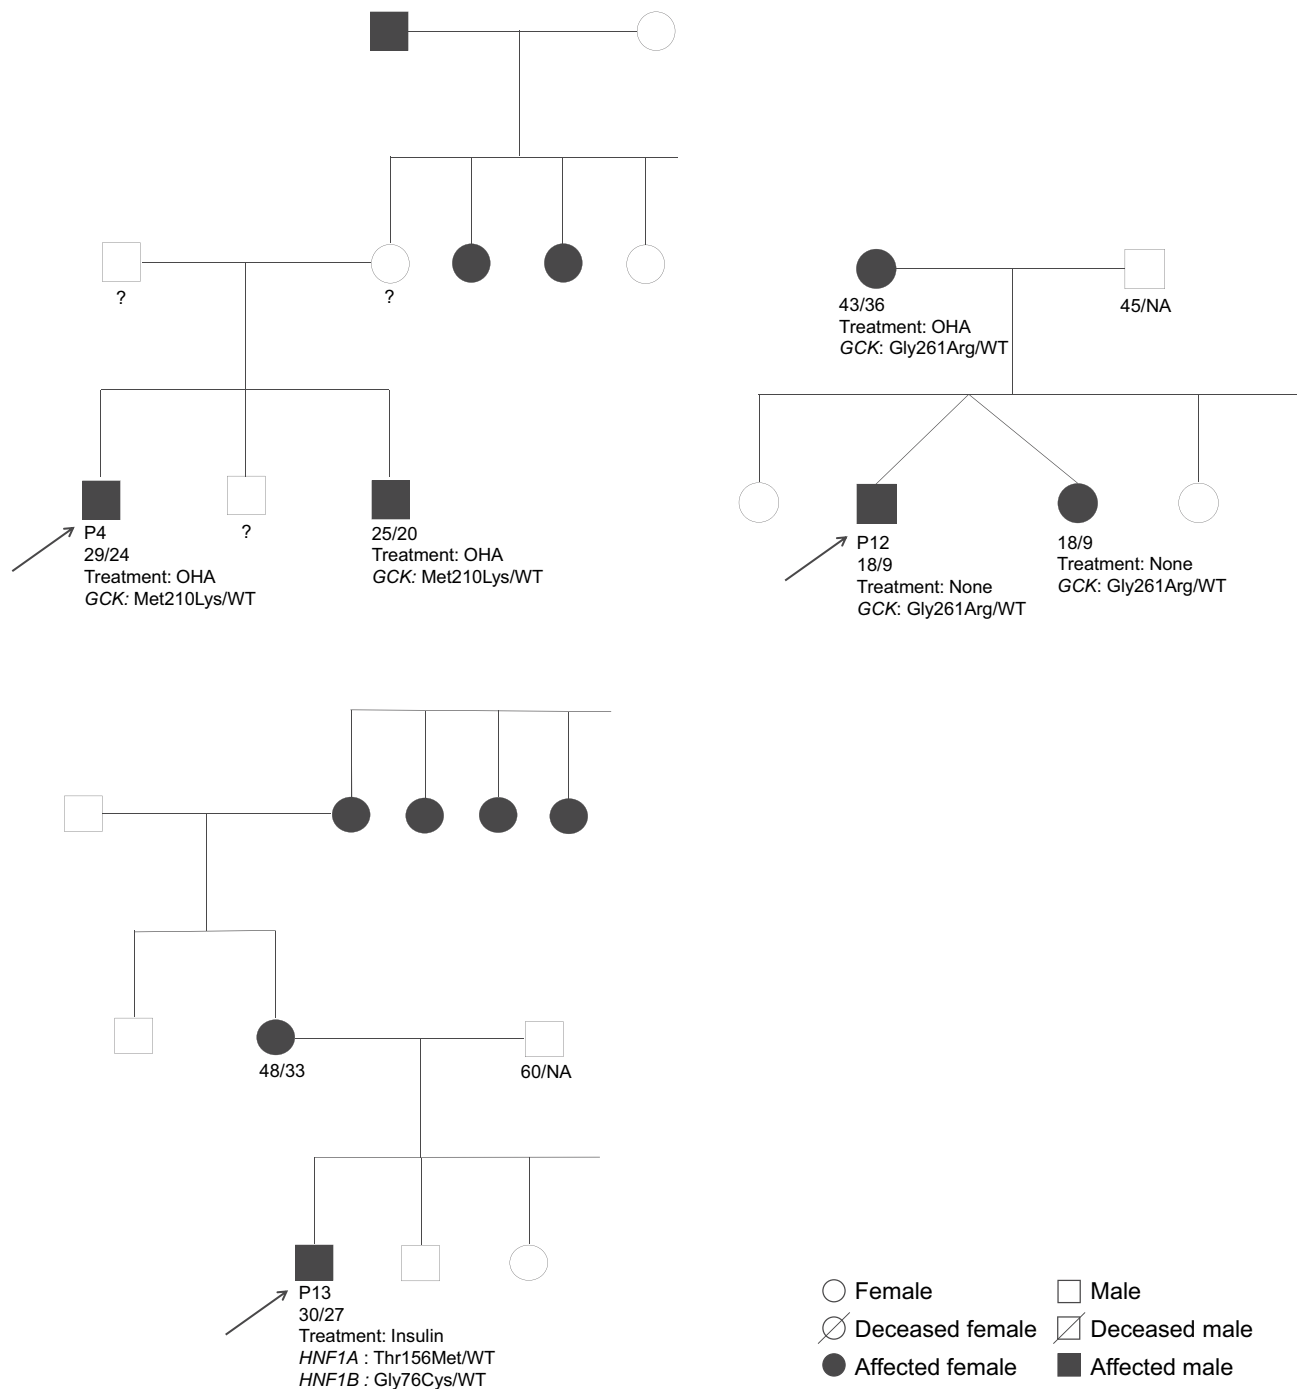 ?
?
P4
29/24
Treatment: OHA
GCK: Met210Lys/WT
?
25/20
Treatment: OHA
GCK: Met210Lys/WT
43/36
Treatment: OHA
GCK: Gly261Arg/WT
45/NA
P12
18/9
Treatment: None
GCK: Gly261Arg/WT
18/9
Treatment: None
GCK: Gly261Arg/WT
48/33
60/NA
P13
30/27
Treatment: Insulin
HNF1A : Thr156Met/WT
HNF1B : Gly76Cys/WT
Female
Male
Deceased female
Deceased male
Affected female
Affected male